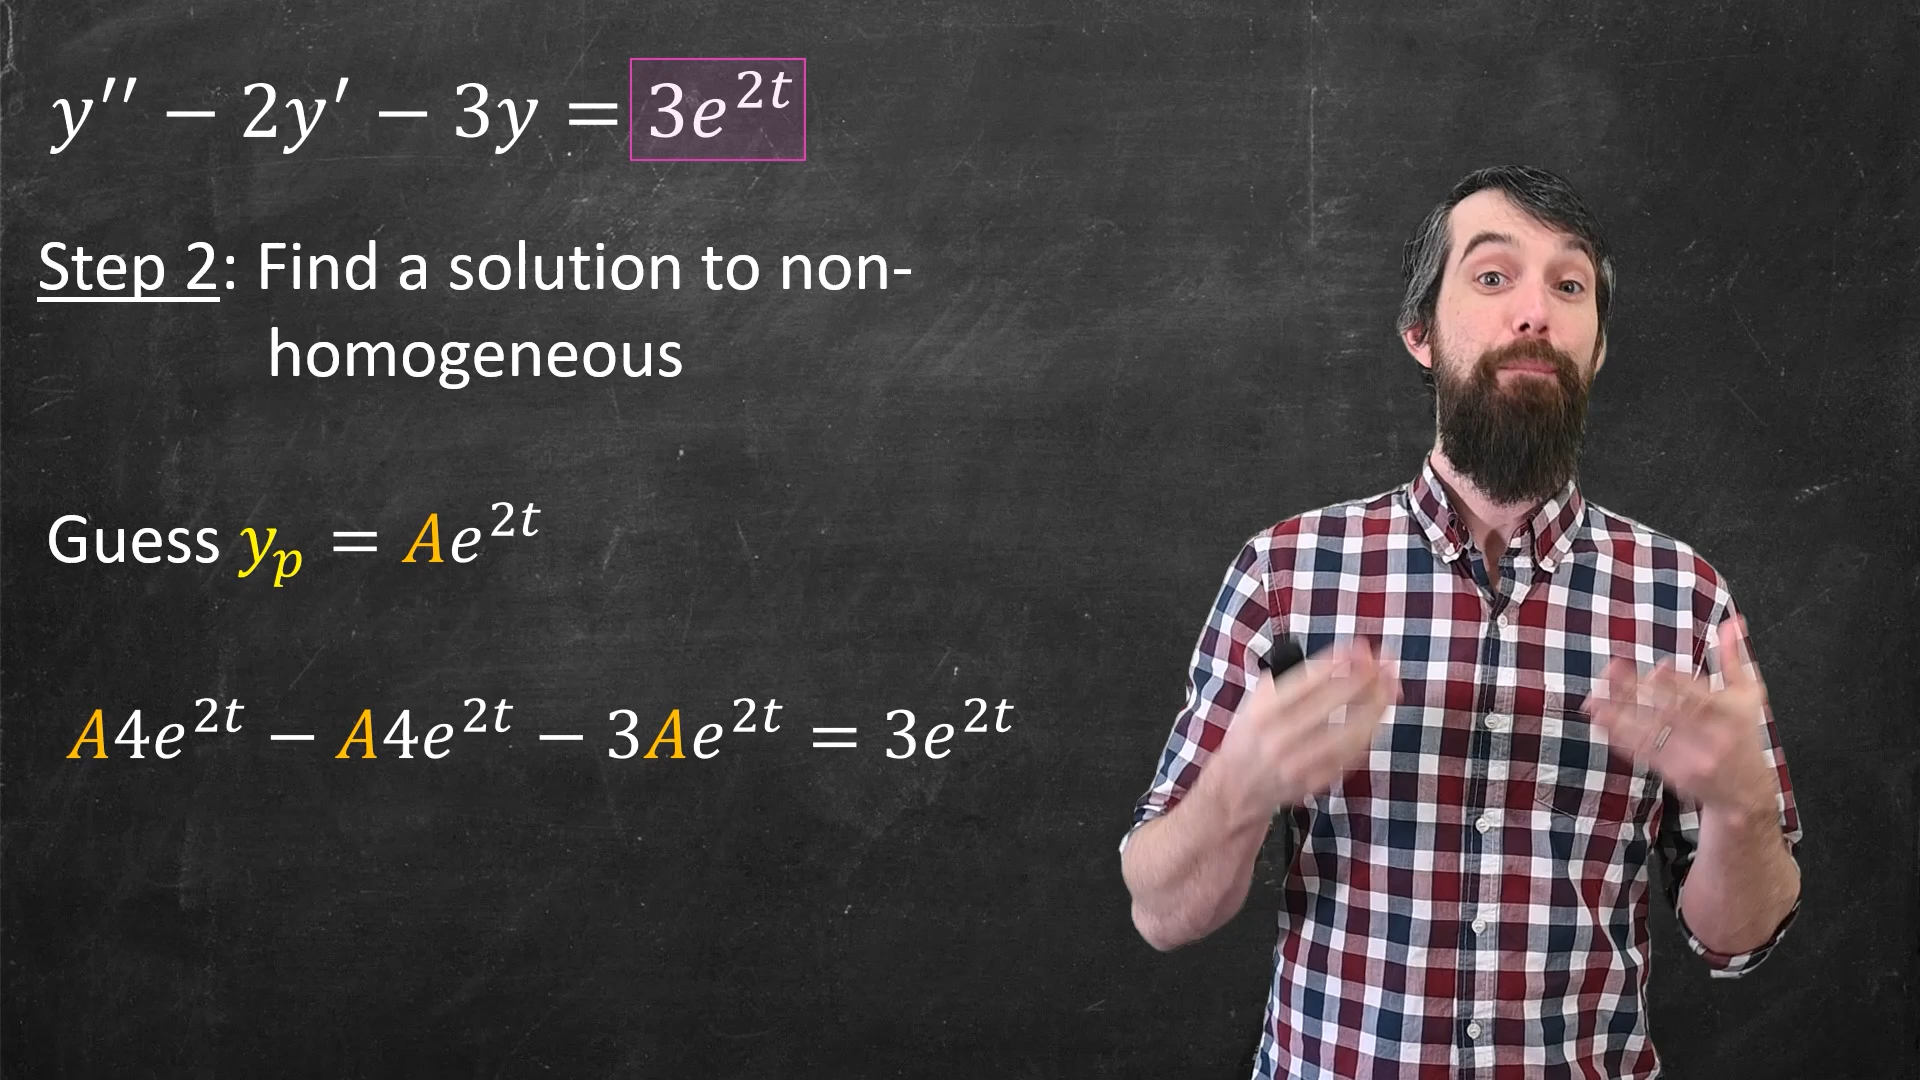 y′′ − 2y′ − 3y = 3e^{2t}
Step 2: Find a solution to non-
homogeneous
Guess y_p = Ae^{2t}
A4e^{2t} − A4e^{2t} − 3Ae^{2t} = 3e^{2t}